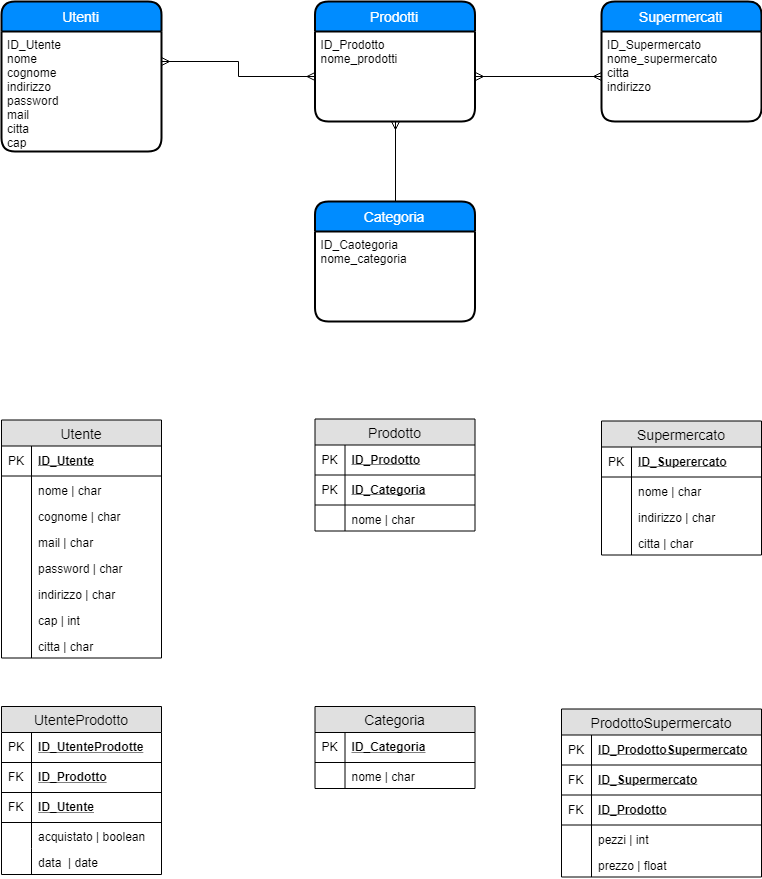 Utenti
ID_Utente
nome
cognome
indirizzo
password
mail
citta
cap
Prodotti
ID_Prodotto
nome_prodotti
Supermercati
ID_Supermercato
nome_supermercato
citta
indirizzo
Categoria
ID_Caotegoria
nome_categoria
Utente
PK ID_Utente
nome | char
cognome | char
mail | char
password | char
indirizzo | char
cap | int
citta | char
Prodotto
PK ID_Prodotto
PK ID_Categoria
nome | char
Supermercato
PK ID_Superercato
nome | char
indirizzo | char
citta | char
UtenteProdotto
PK ID_UtenteProdotte
FK ID_Prodotto
FK ID_Utente
acquistato | boolean
data | date
Categoria
PK ID_Categoria
nome | char
ProdottoSupermercato
PK ID_ProdottoSupermercato
FK ID_Supermercato
FK ID_Prodotto
pezzi | int
prezzo | float